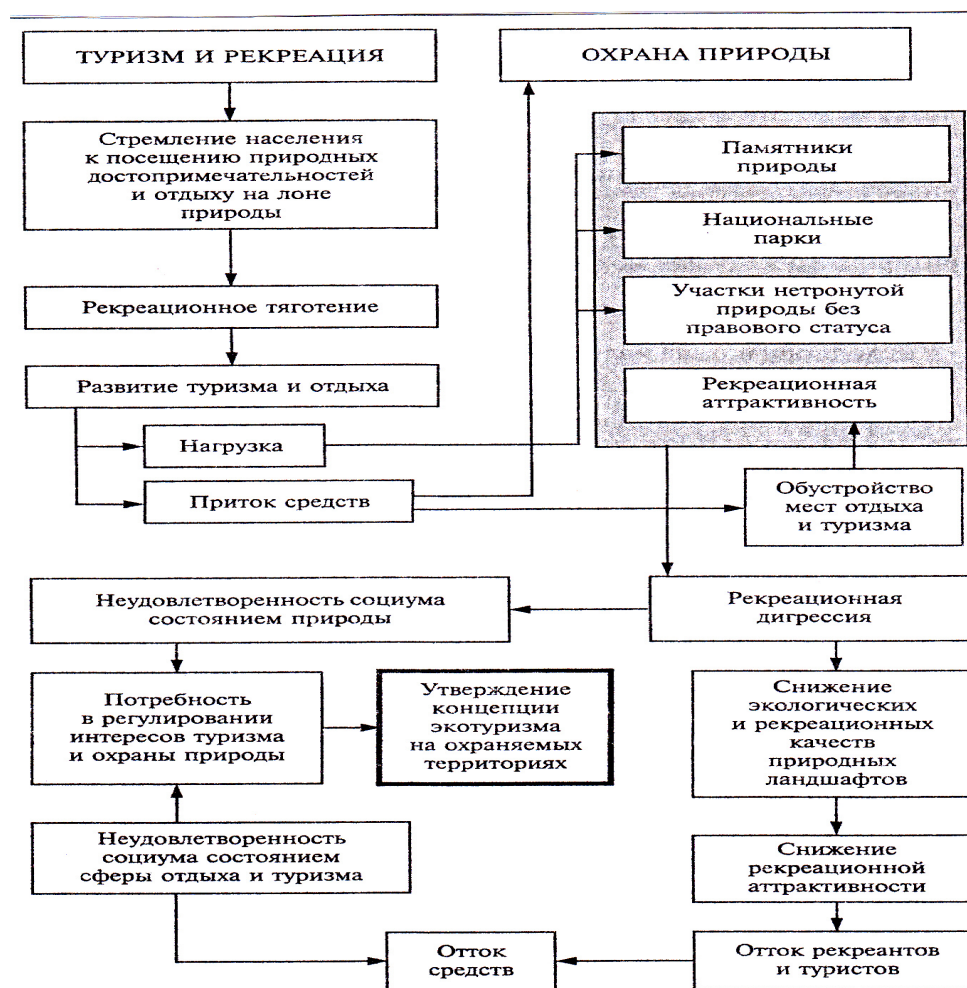 ТУРИЗМ И РЕКРЕАЦИЯ
ОХРАНА ПРИРОДЫ
Стремление населения
к посещению природных
достопримечательностей
и отдыху на лоне
природы
Памятники
природы
Национальные
парки
Рекреационное тяготение
Участки нетронутой
природы без
правового статуса
Развитие туризма и отдыха
Рекреационная
аттрактивность
Нагрузка
Приток средств
Обустройство
мест отдыха
и туризма
Неудовлетворенность социума
состоянием природы
Рекреационная
дигрессия
Потребность
в регулировании
интересов туризма
и охраны природы
Утверждение
концепции
экотуризма
на охраняемых
территориях
Снижение
экологических
и рекреационных
качеств
природных
ландшафтов
Неудовлетворенность
социума состоянием
сферы отдыха и туризма
Снижение
рекреационной
аттрактивности
Отток
средств
Отток рекреантов
и туристов